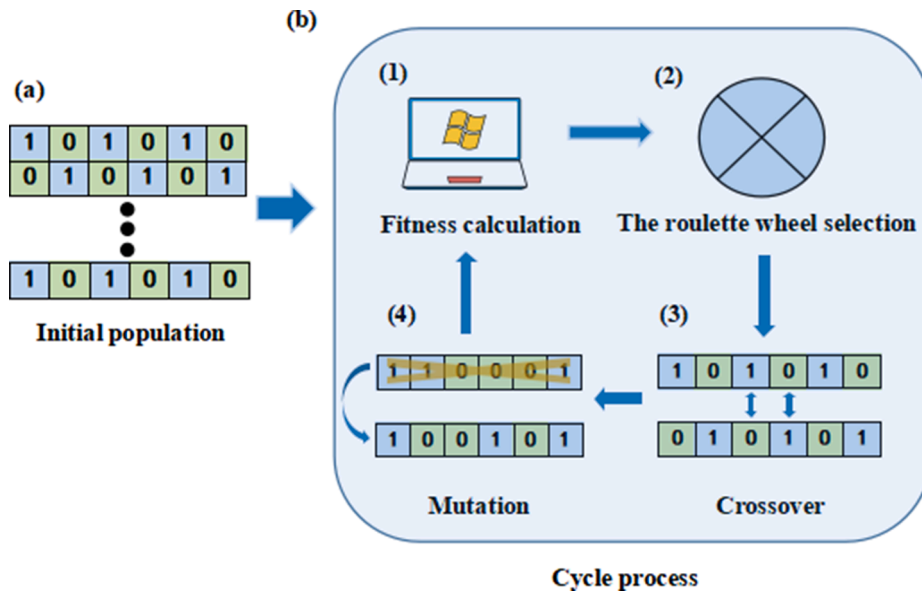 (b)
(a)
1 0 1 0 1 0
0 1 0 1 0 1
1 0 1 0 1 0
Initial population
(1)
Fitness calculation
(2)
The roulette wheel selection
(3)
1 0 1 0 1 0
0 1 0 1 0 1
Crossover
(4)
1 1 0 0 0 1
1 0 0 1 0 1
Mutation
Cycle process